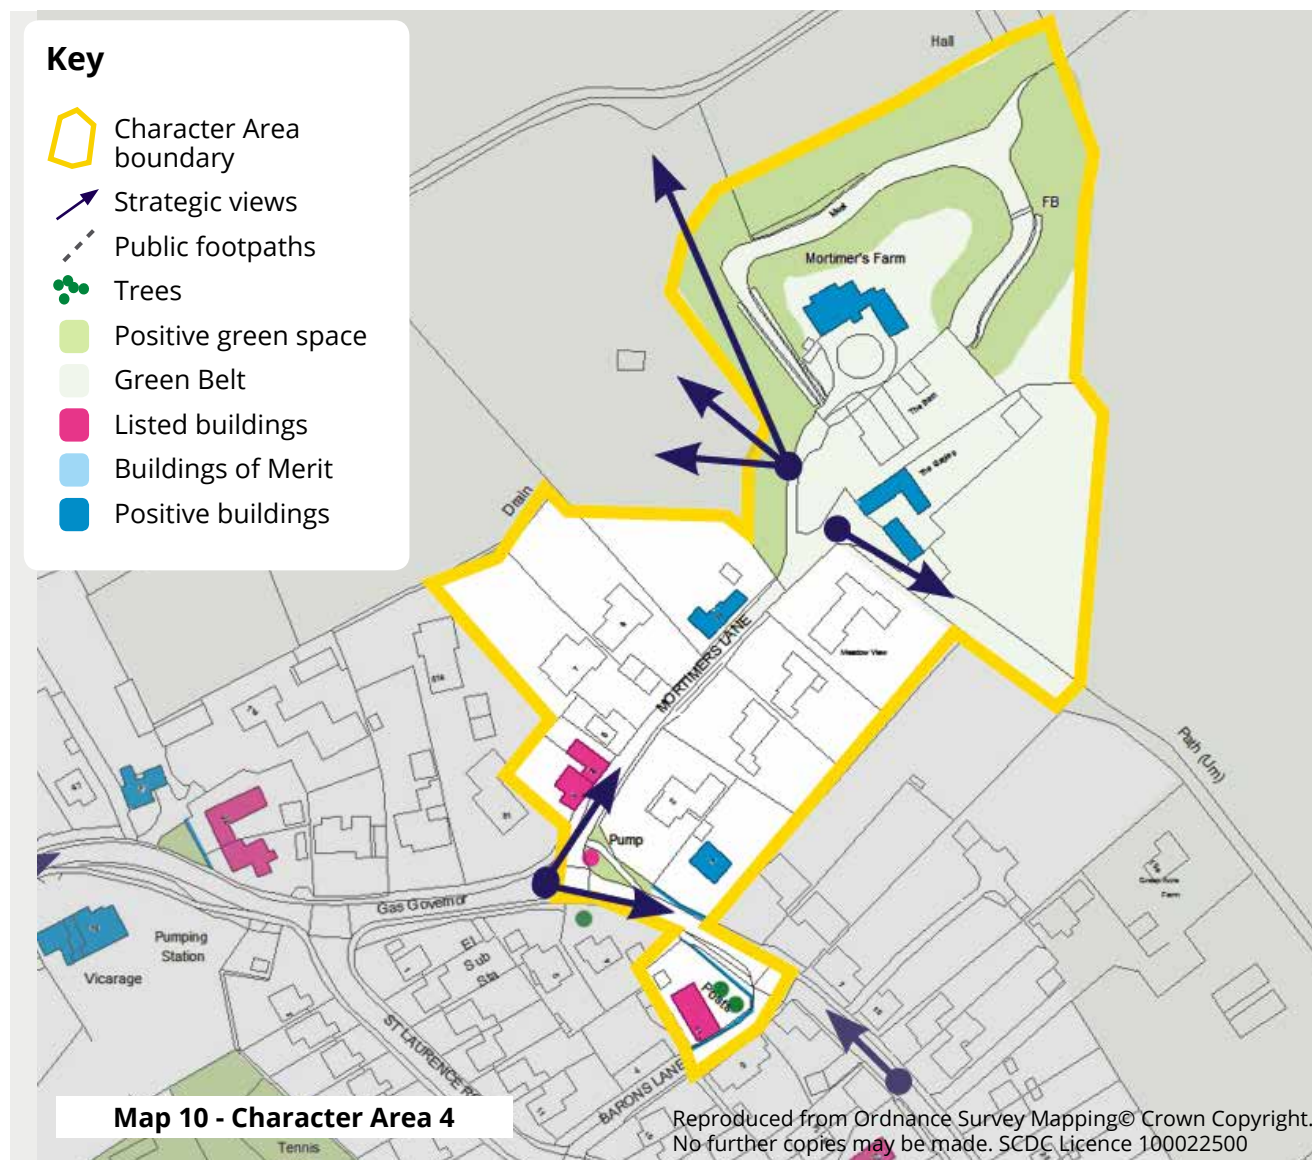 Key
Character Area
boundary
Strategic views
Public footpaths
Trees
Positive green space
Green Belt
Listed buildings
Buildings of Merit
Positive buildings
Hall
FB
Moat
Mortimer's Farm
The Barn
The Stables
Drain
MORTIMERS LANE
Meadow View
Path (Um)
Pump
Gas Governor
Pumping
Station
Vicarage
El
Sub
Sta
Posts
Farm
ST LAURENCE
BARONS LANE
Tennis
Map 10 - Character Area 4
Reproduced from Ordnance Survey Mapping© Crown Copyright.
No further copies may be made. SCDC Licence 100022500